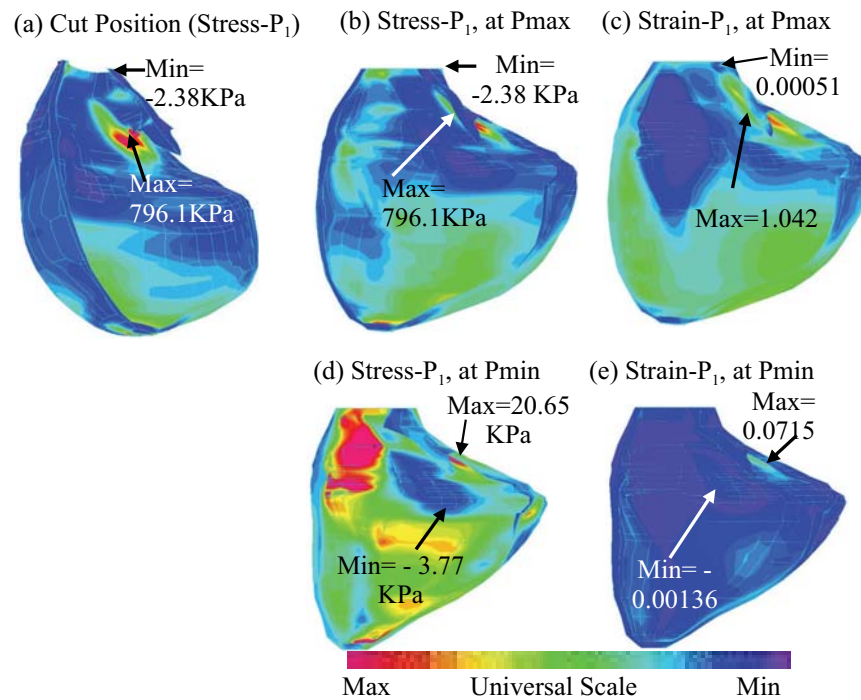 (a) Cut Position (Stress-P₁)
Min=
-2.38KPa
Max=
796.1KPa
(b) Stress-P₁, at Pmax
Min=
-2.38 KPa
Max=
796.1KPa
(c) Strain-P₁, at Pmax
Min=
0.00051
Max=1.042
(d) Stress-P₁, at Pmin
Max=20.65
KPa
Min= - 3.77
KPa
(e) Strain-P₁, at Pmin
Max=
0.0715
Min= -
0.00136
Max Universal Scale Min